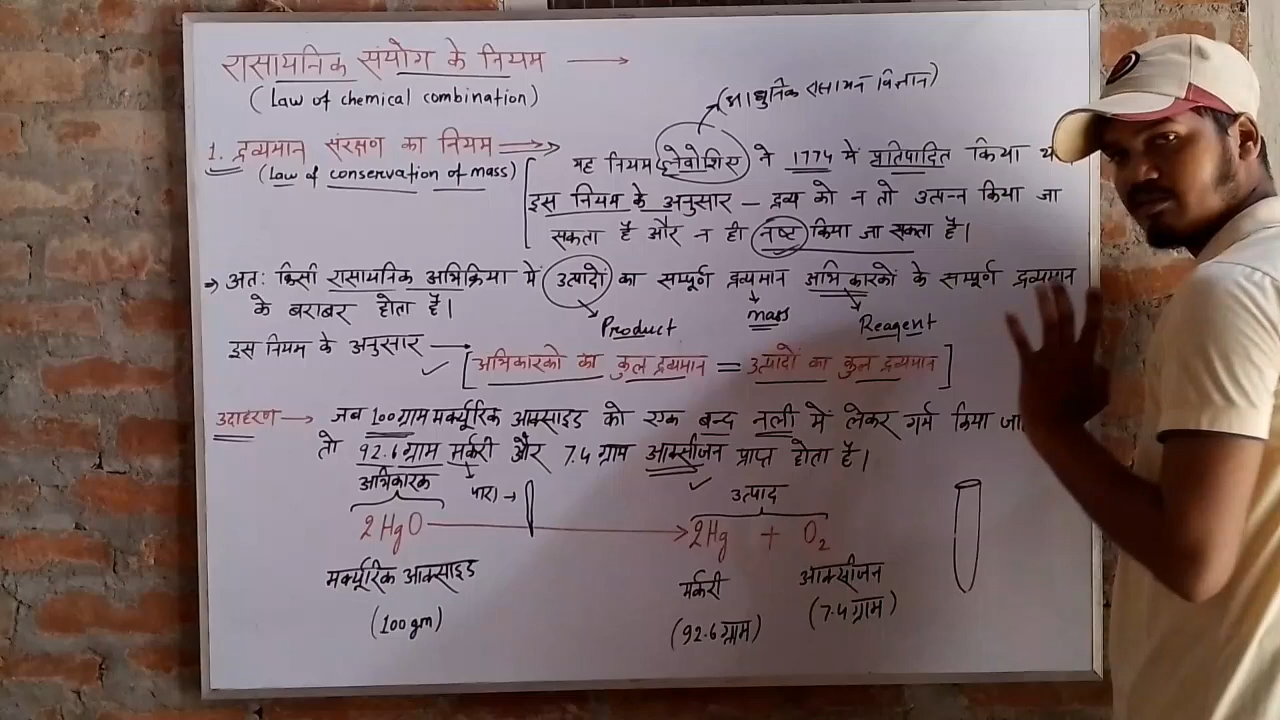 रासायनिक संयोग के नियम ⟶
(Law of chemical combination)
(आधुनिक रसायन विज्ञान)
1. द्रव्यमान संरक्षण का नियम
(Law of conservation of mass)
यह नियम लेवोशिए ने 1774 में प्रतिपादित किया
इस नियम के अनुसार – द्रव्य को न तो उत्पन्न किया जा
सकता है और न ही नष्ट किया जा सकता है।
→ अतः किसी रासायनिक अभिक्रिया में उत्पादों का सम्पूर्ण द्रव्यमान अभिकारको के सम्पूर्ण द्रव्यमान
के बराबर होता है।
Product
mass
Reagent
इस नियम के अनुसार ⟶
[अभिकारको का कुल द्रव्यमान = उत्पादों का कुल द्रव्यमान]
उदाहरण ⟶ जब 100 ग्राम मर्क्यूरिक आक्साइड को एक बन्द नली में लेकर गर्म किया जा
तो 92.6 ग्राम मर्करी और 7.4 ग्राम आक्सीजन प्राप्त होता है।
अभिकारक
पारा →
उत्पाद
2HgO ⟶ 2Hg + O₂
मर्क्यूरिक आक्साइड
मर्करी
आक्सीजन
(100 gm)
(92.6 ग्राम)
(7.4 ग्राम)